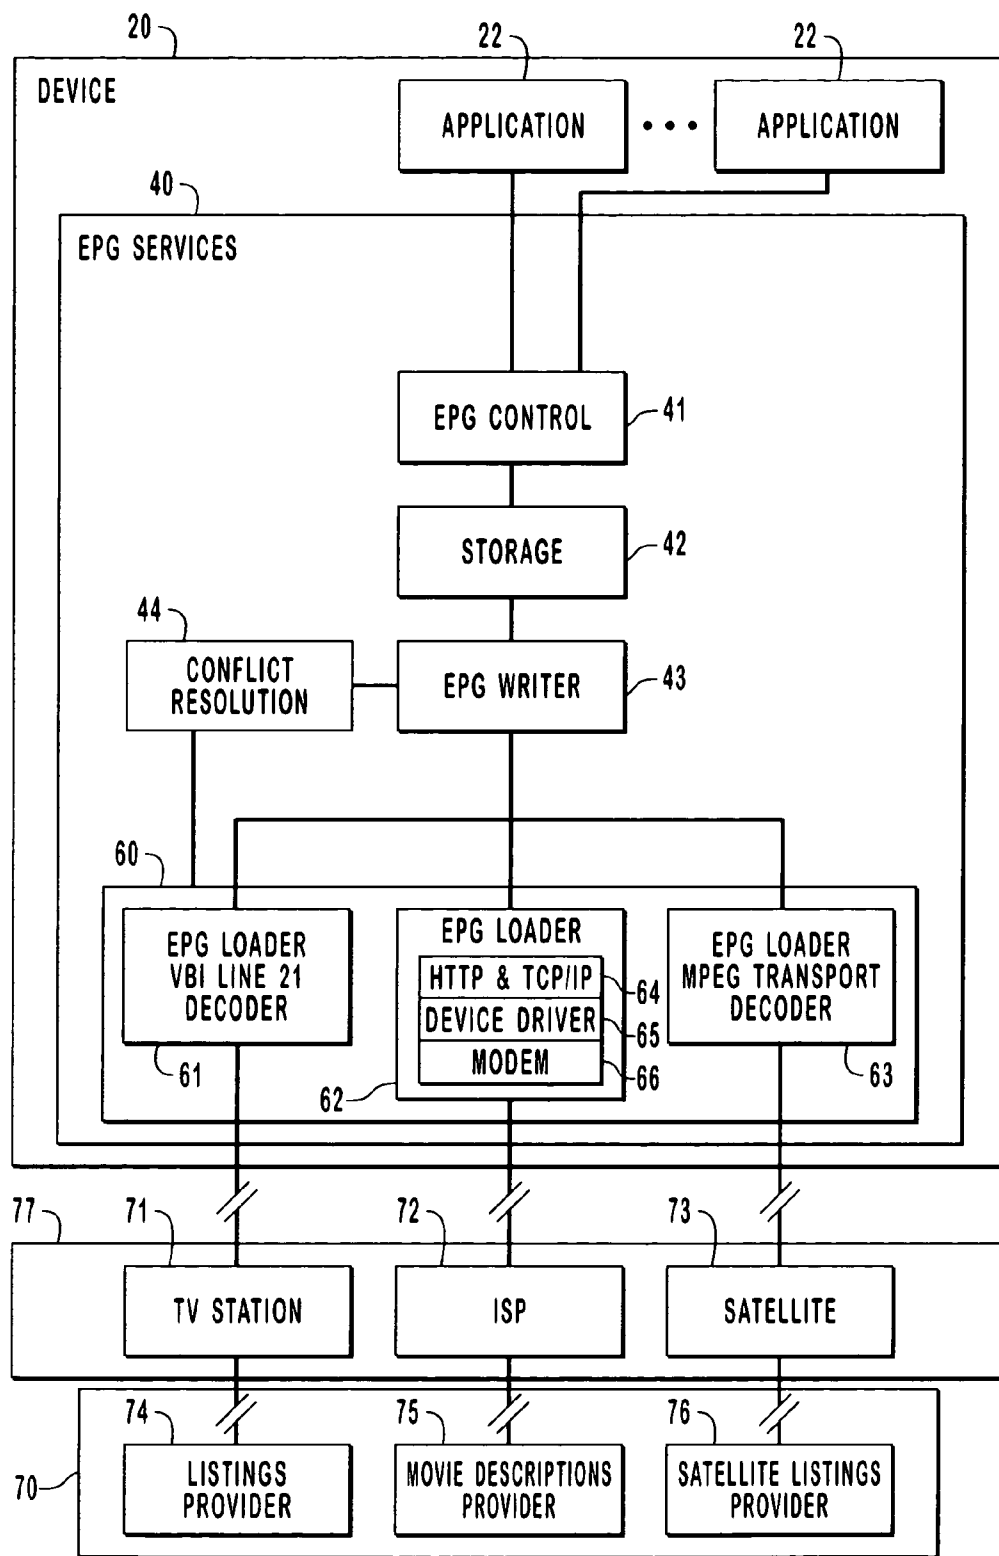 20
22
22
DEVICE
APPLICATION
• • •
APPLICATION
40
EPG SERVICES
EPG CONTROL
41
STORAGE
42
44
CONFLICT
RESOLUTION
EPG WRITER
43
60
EPG LOADER
VBI LINE 21
DECODER
61
EPG LOADER
HTTP & TCP/IP
64
DEVICE DRIVER
65
MODEM
66
62
EPG LOADER
MPEG TRANSPORT
DECODER
63
77
71
72
73
TV STATION
ISP
SATELLITE
74
75
76
70
LISTINGS
PROVIDER
MOVIE DESCRIPTIONS
PROVIDER
SATELLITE LISTINGS
PROVIDER